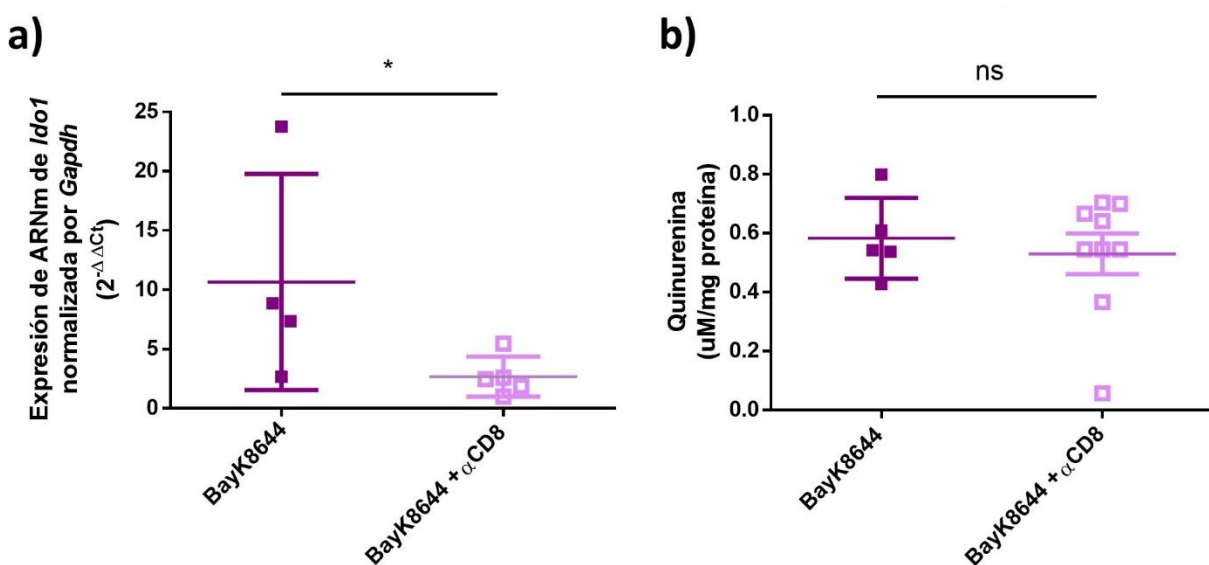 a)
*
Expresión de ARNm de Ido1
normalizada por Gapdh
(2-ΔΔCt)
25
20
15
10
5
0
BayK8644
BayK8644 +αCD8
b)
ns
Quinurenina
(uM/mg proteína)
1.0
0.8
0.6
0.4
0.2
0.0
BayK8644
BayK8644 +αCD8